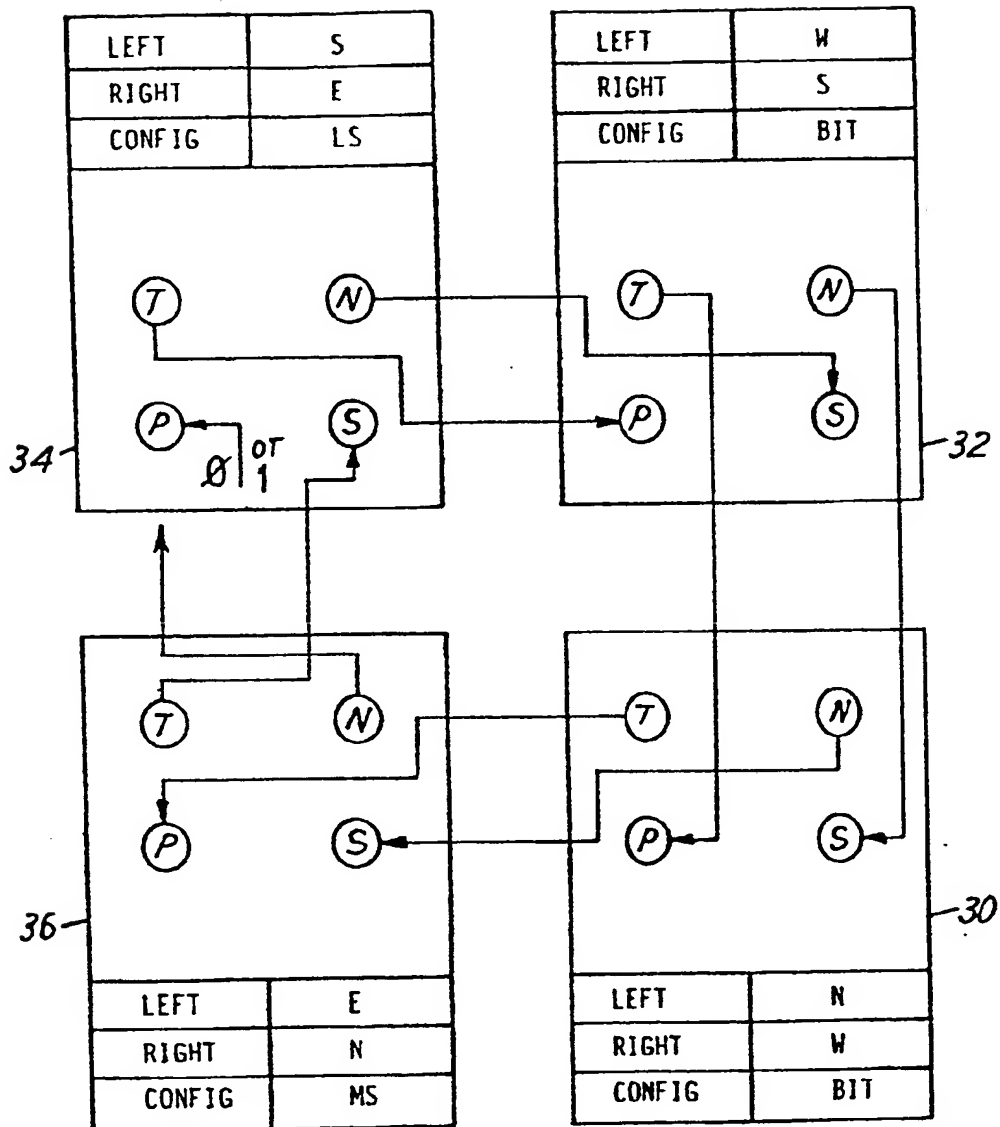 LEFT S
RIGHT E
CONFIG LS
T N
P S
Ø or 1
34
LEFT W
RIGHT S
CONFIG BIT
T N
P S
32
T N
P S
36
LEFT E
RIGHT N
CONFIG MS
T N
P S
30
LEFT N
RIGHT W
CONFIG BIT